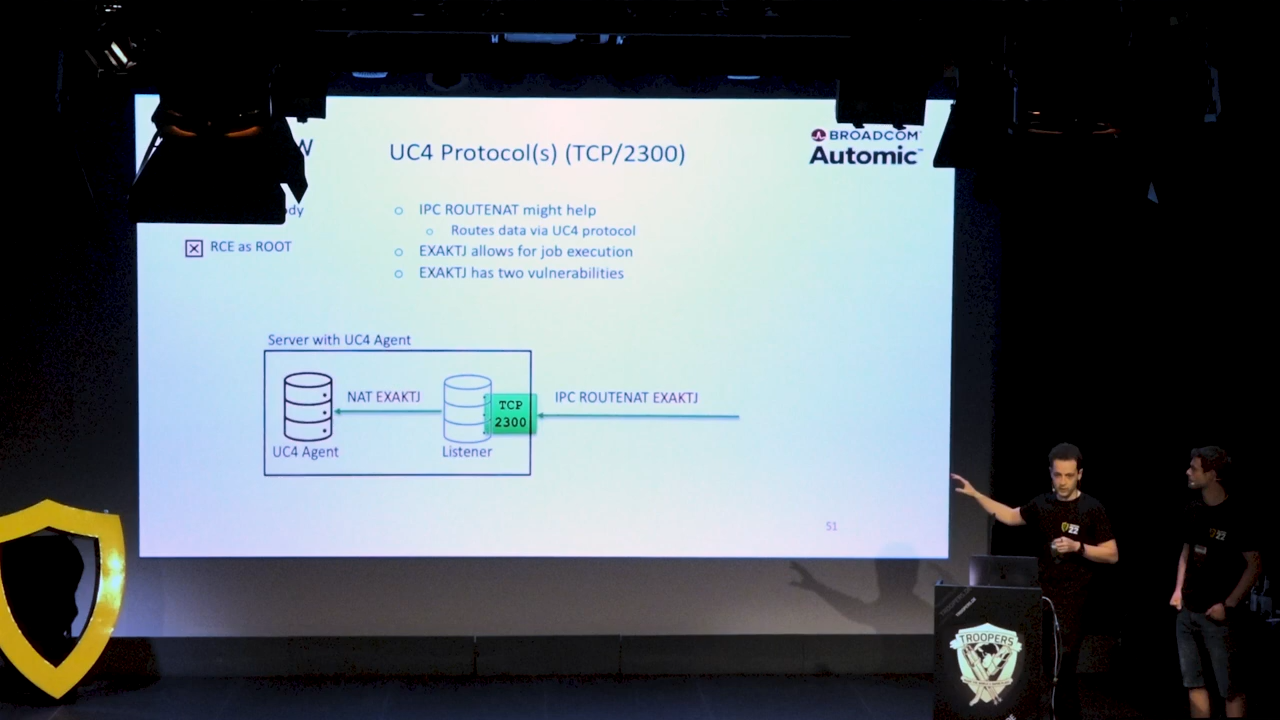 UC4 Protocol(s) (TCP/2300)
BROADCOM
Automic™
IPC ROUTENAT might help
Routes data via UC4 protocol
RCE as ROOT
EXAKTJ allows for job execution
EXAKTJ has two vulnerabilities
Server with UC4 Agent
NAT EXAKTJ
TCP
2300
IPC ROUTENAT EXAKTJ
UC4 Agent
Listener
51
TROOPERS